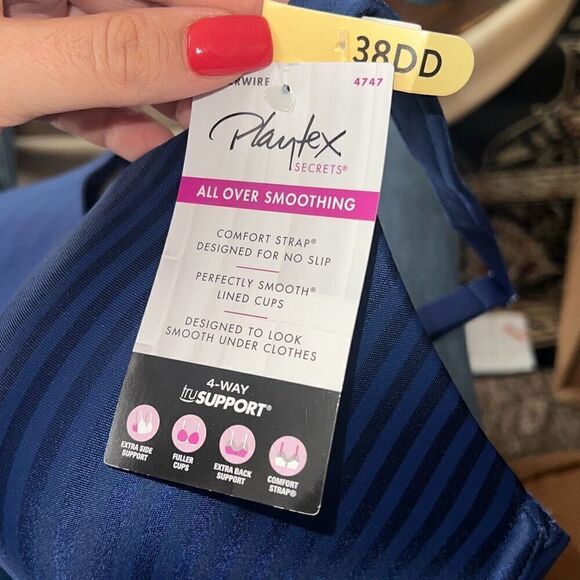 38DD
4747
Playtex
SECRETS®
ALL OVER SMOOTHING
COMFORT STRAP®
DESIGNED FOR NO SLIP
PERFECTLY SMOOTH®
LINED CUPS
DESIGNED TO LOOK
SMOOTH UNDER CLOTHES
4-WAY
truSUPPORT®
EXTRA SIDE
SUPPORT
FULLER
CUPS
EXTRA BACK
SUPPORT
COMFORT
STRAP®